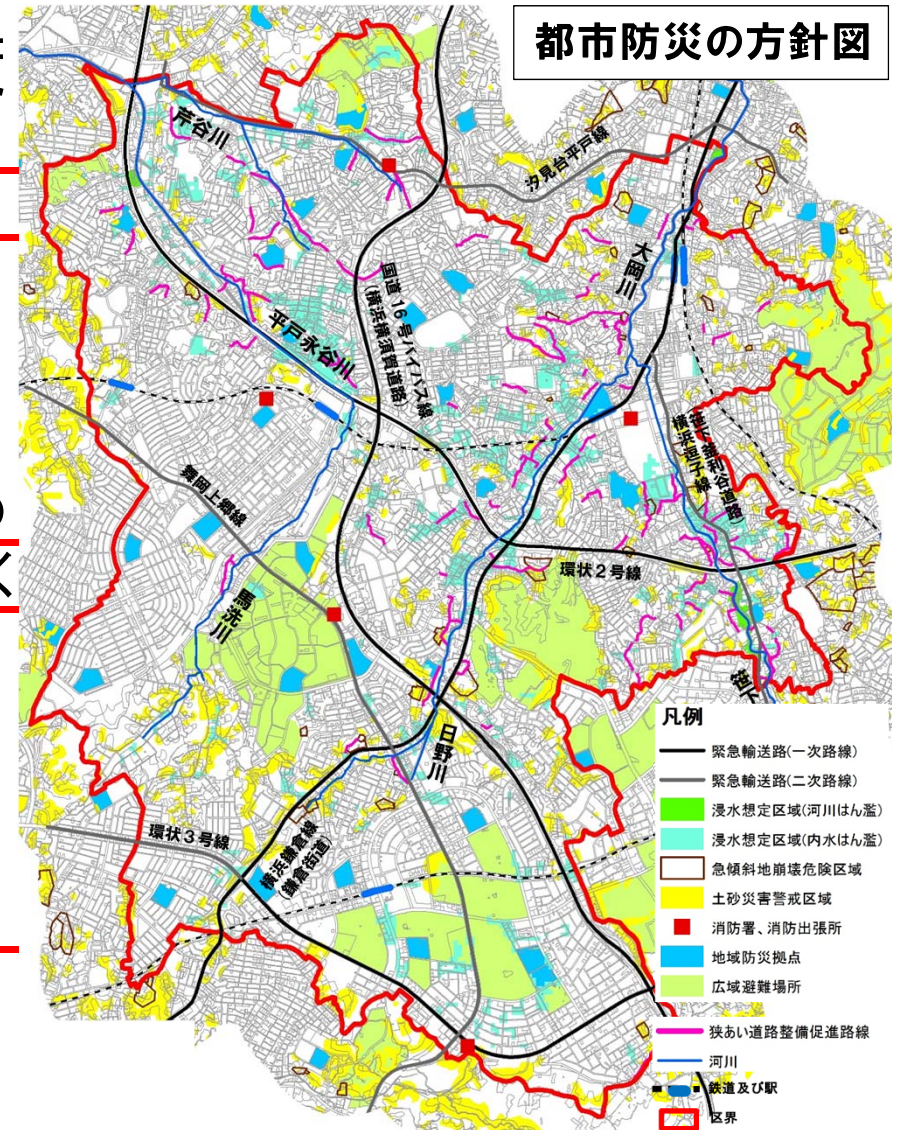 都市防災の方針図
芹谷川
汐見台平戸線
大岡川
国道16号バイパス線
(横浜横須賀道路)
平戸永谷川
笹下釜利谷道路)
横浜逗子線
舞岡上郷線
環状2号線
馬洗川
笹下
日野川
環状3号線
横浜鎌倉線
(鎌倉街道)
の
く
凡例
緊急輸送路(一次路線)
緊急輸送路(二次路線)
浸水想定区域(河川はん濫)
浸水想定区域(内水はん濫)
急傾斜地崩壊危険区域
土砂災害警戒区域
消防署、消防出張所
地域防災拠点
広域避難場所
狭あい道路整備促進路線
河川
鉄道及び駅
区界